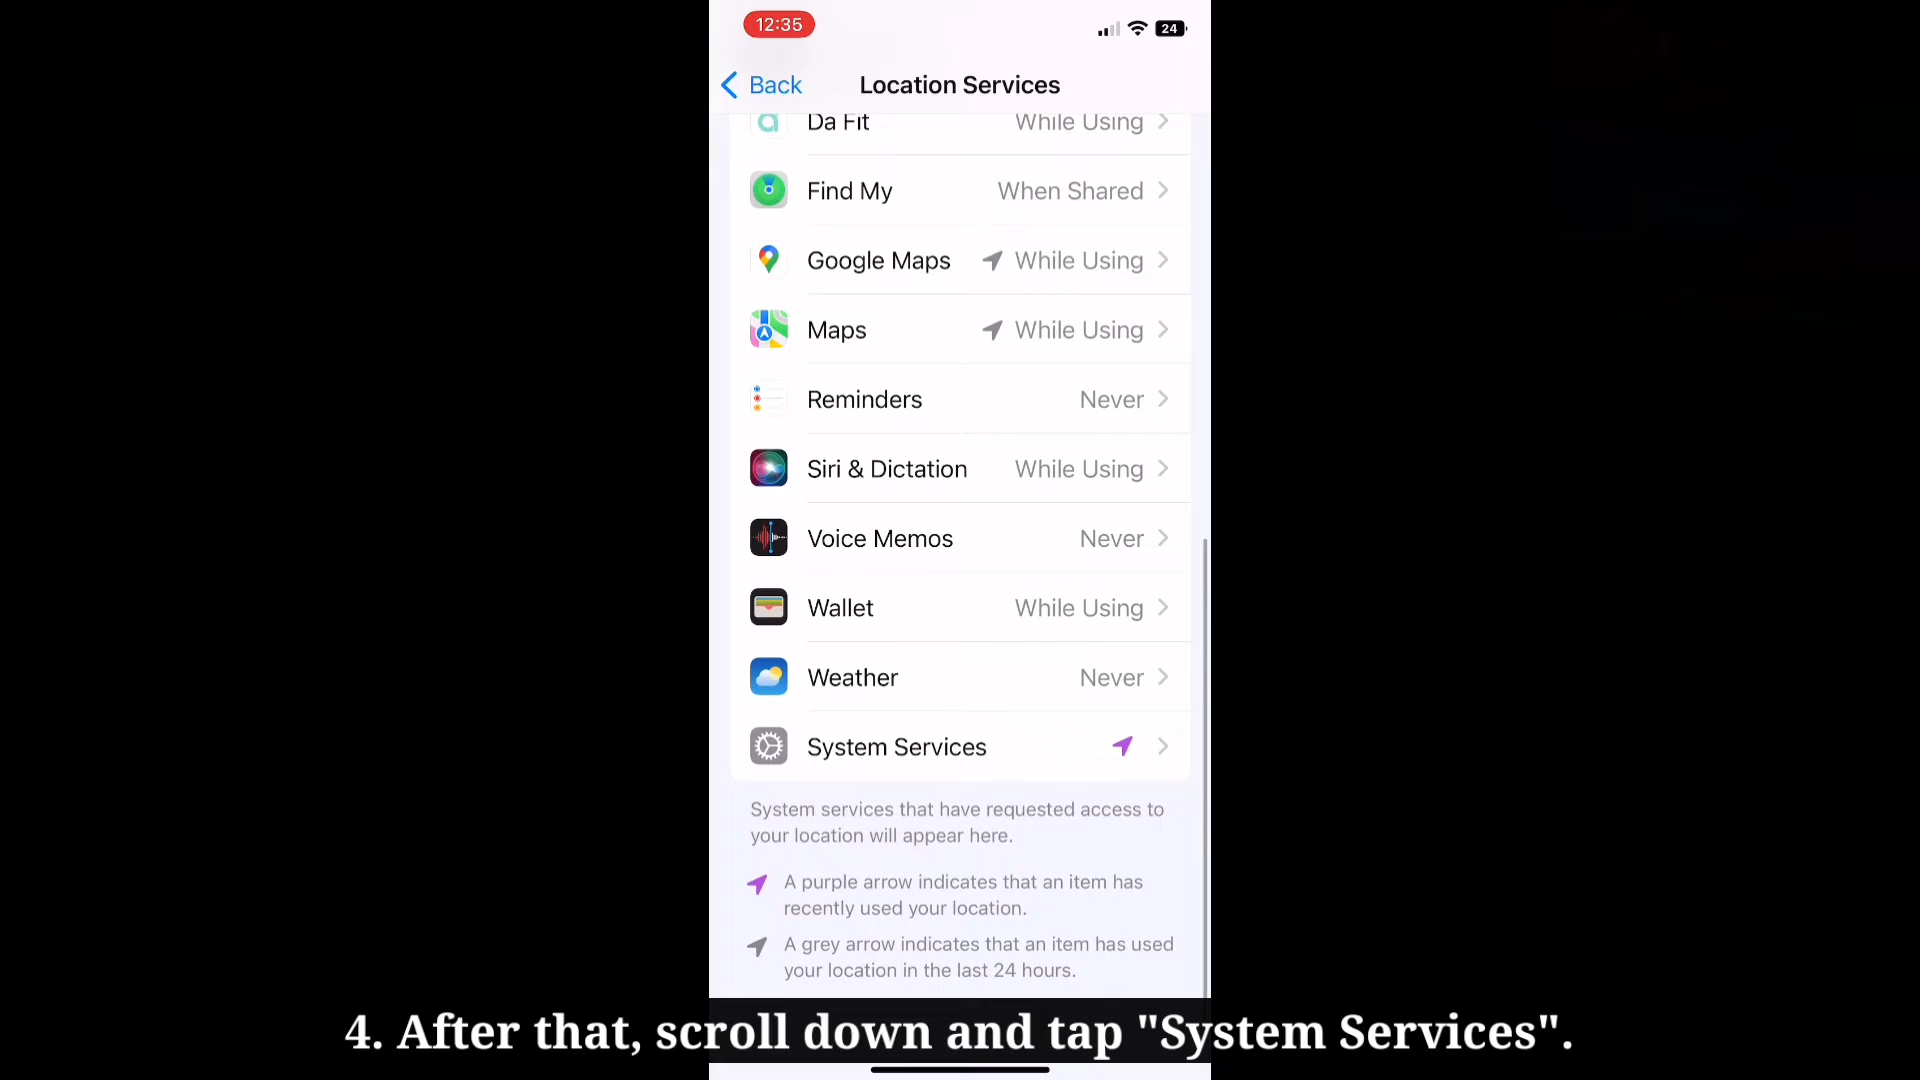 12:35
24
Back
Location Services
Da Fit
While Using
Find My
When Shared
Google Maps
While Using
Maps
While Using
Reminders
Never
Siri & Dictation
While Using
Voice Memos
Never
Wallet
While Using
Weather
Never
System Services
System services that have requested access to
your location will appear here.
A purple arrow indicates that an item has
recently used your location.
A grey arrow indicates that an item has used
your location in the last 24 hours.
4. After that, scroll down and tap "System Services".